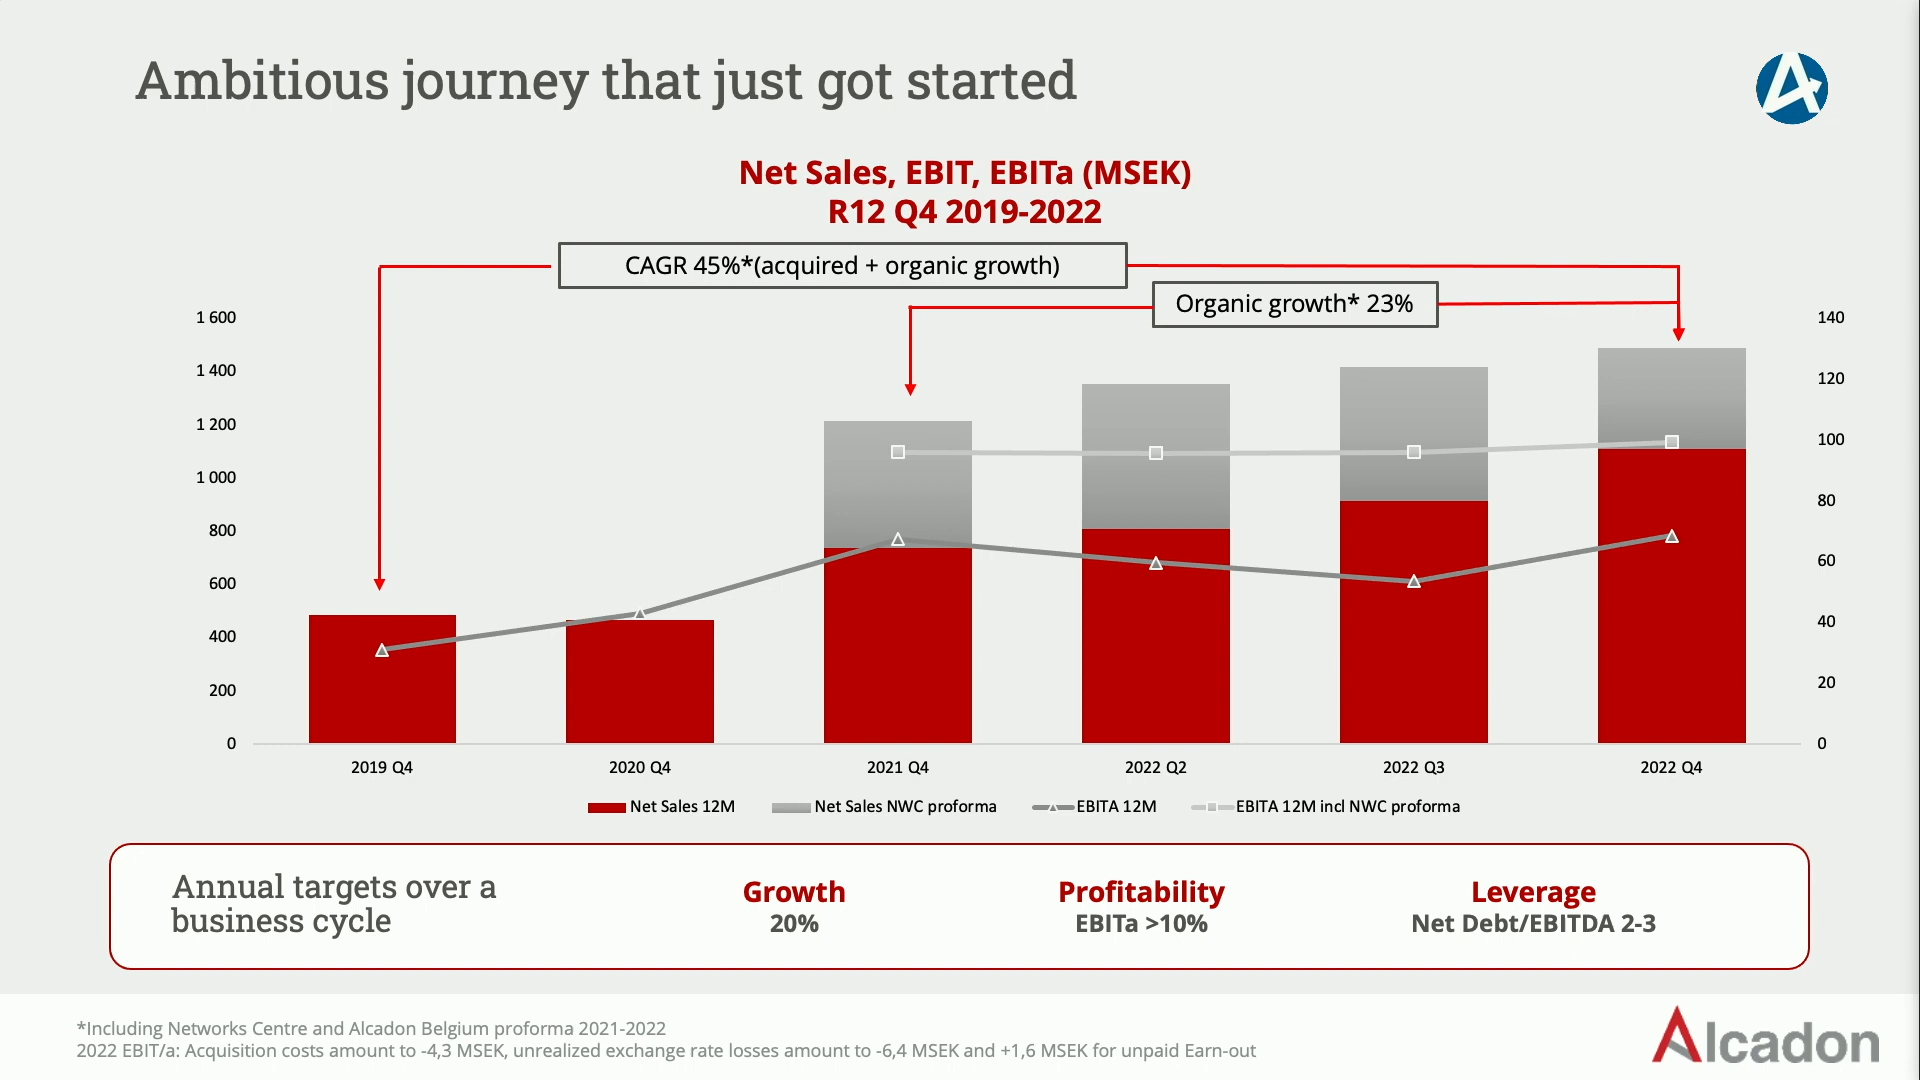 Ambitious journey that just got started
Net Sales, EBIT, EBITa (MSEK)
R12 Q4 2019-2022
CAGR 45%*(acquired + organic growth)
Organic growth* 23%
1 600
1 400
1 200
1 000
800
600
400
200
0
140
120
100
80
60
40
20
0
2019 Q4
2020 Q4
2021 Q4
2022 Q2
2022 Q3
2022 Q4
Net Sales 12M
Net Sales NWC proforma
EBITA 12M
EBITA 12M incl NWC proforma
Annual targets over a
business cycle
Growth
20%
Profitability
EBITa >10%
Leverage
Net Debt/EBITDA 2-3
*Including Networks Centre and Alcadon Belgium proforma 2021-2022
2022 EBIT/a: Acquisition costs amount to -4,3 MSEK, unrealized exchange rate losses amount to -6,4 MSEK and +1,6 MSEK for unpaid Earn-out
Alcadon